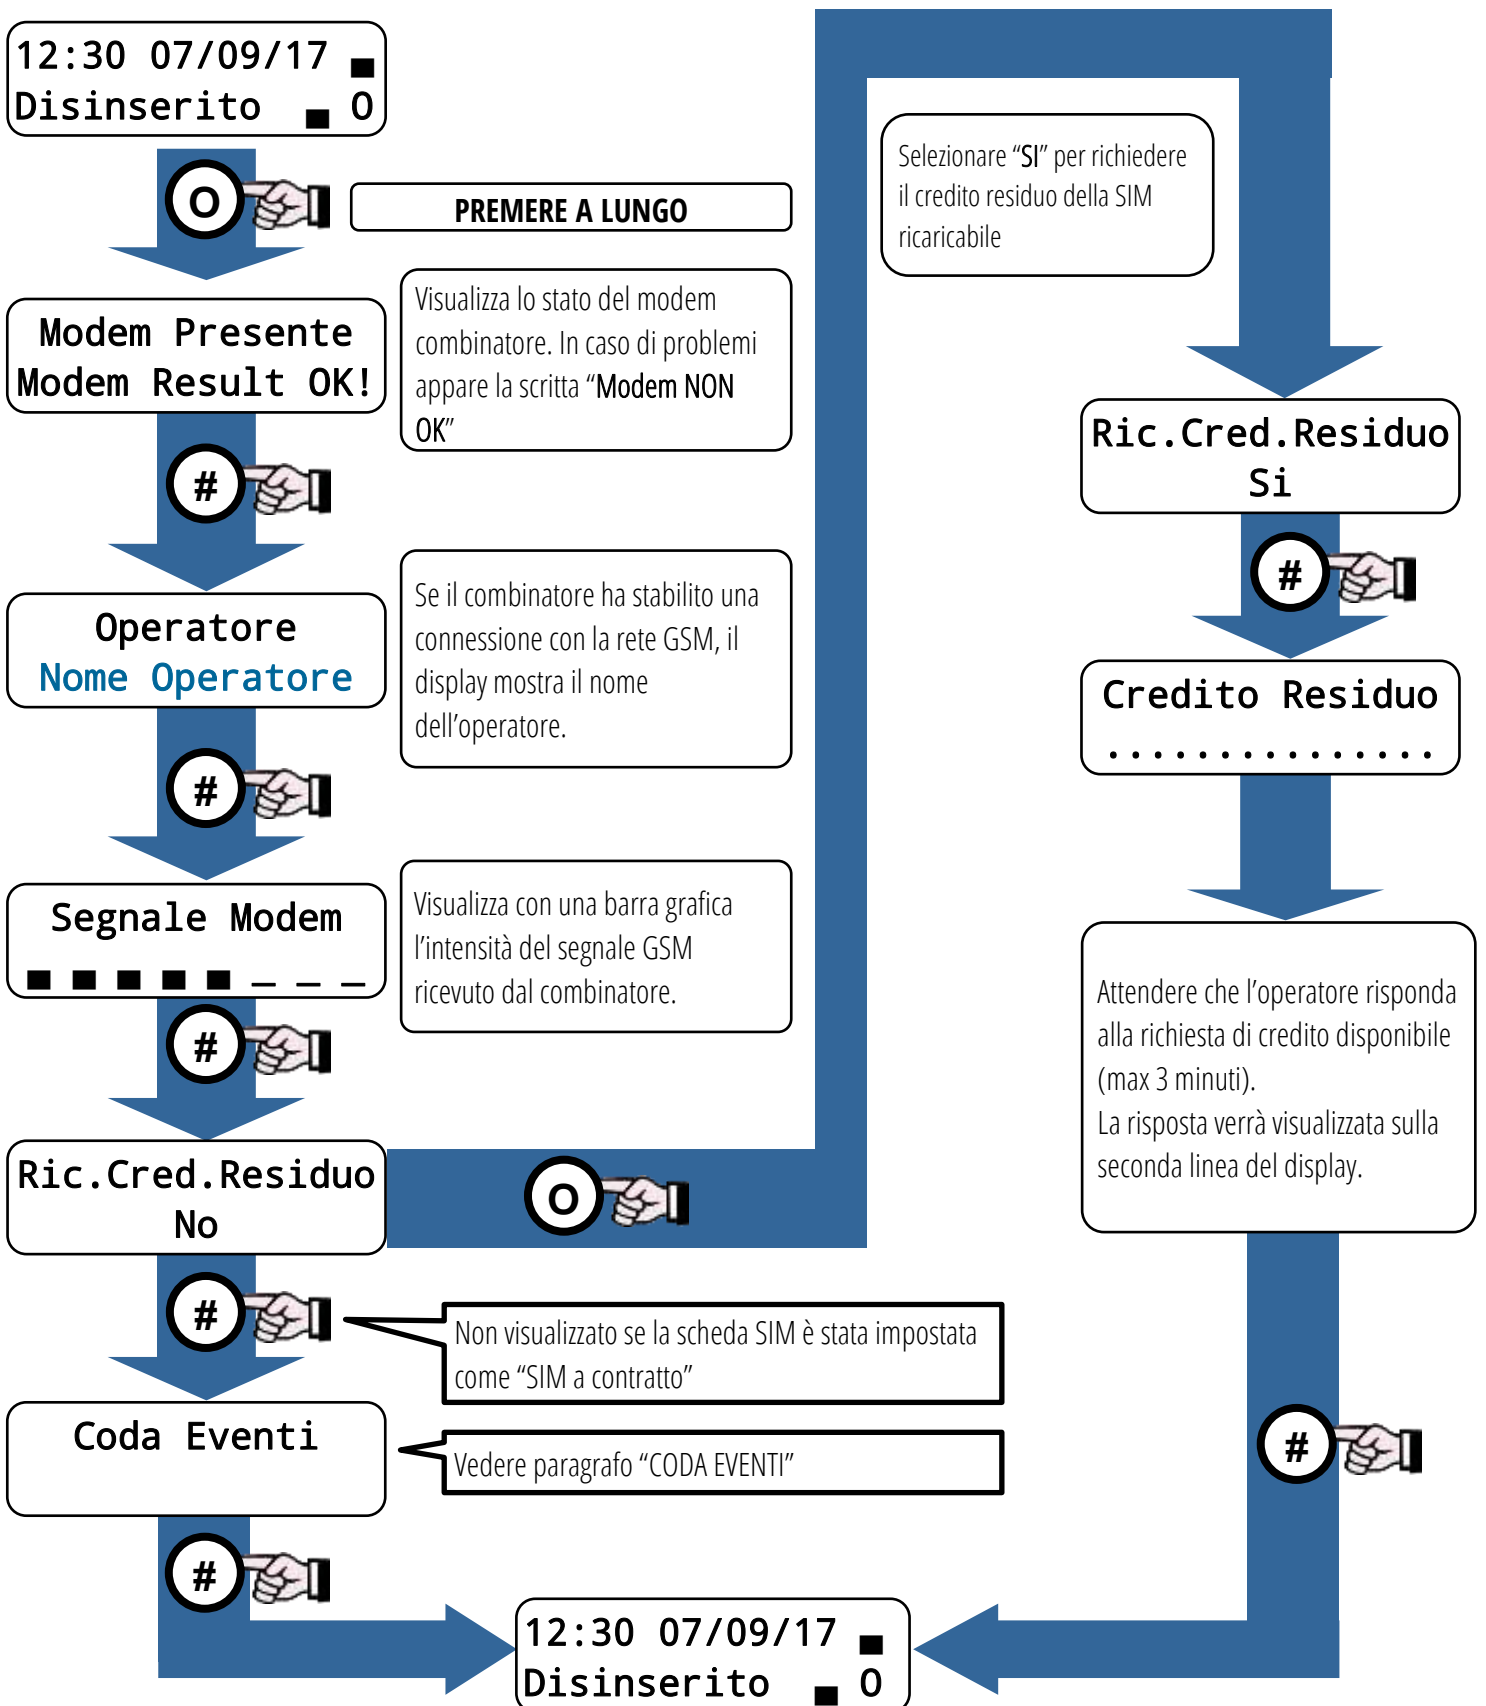 12:30 07/09/17
Disinserito O
O
PREMERE A LUNGO
Modem Presente
Modem Result OK!
Visualizza lo stato del modem
combinatore. In caso di problemi
appare la scritta “Modem NON
OK”
#
Operatore
Nome Operatore
Se il combinatore ha stabilito una
connessione con la rete GSM, il
display mostra il nome
dell’operatore.
#
Segnale Modem
Visualizza con una barra grafica
l’intensità del segnale GSM
ricevuto dal combinatore.
#
Ric.Cred.Residuo
No
O
#
Non visualizzato se la scheda SIM è stata impostata
come “SIM a contratto”
Coda Eventi
Vedere paragrafo “CODA EVENTI”
#
Selezionare “SI” per richiedere
il credito residuo della SIM
ricaricabile
Ric.Cred.Residuo
Si
#
Credito Residuo
...............
Attendere che l’operatore risponda
alla richiesta di credito disponibile
(max 3 minuti).
La risposta verrà visualizzata sulla
seconda linea del display.
#
12:30 07/09/17
Disinserito O